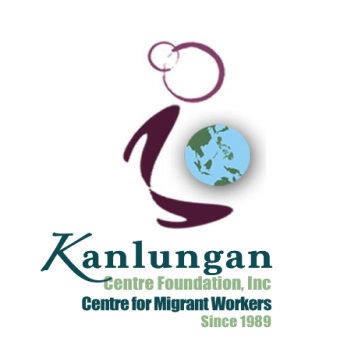 Kanlungan
Centre Foundation, Inc
Centre for Migrant Workers
Since 1989